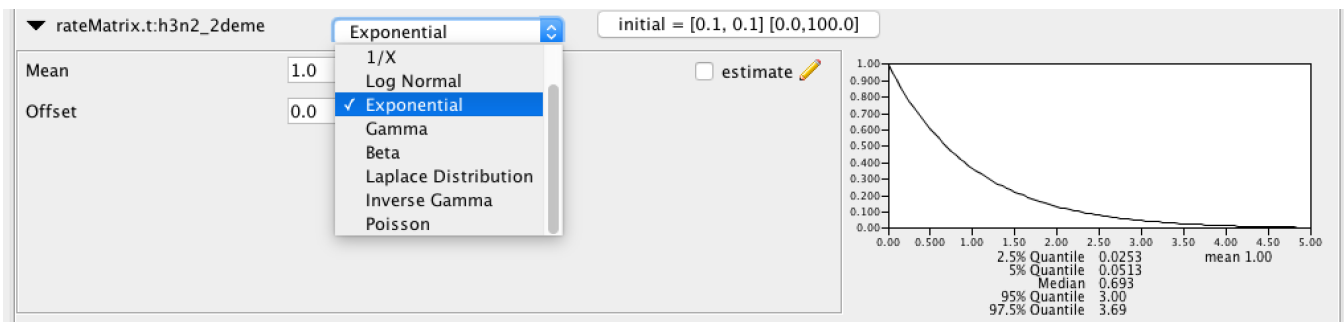 rateMatrix.t:h3n2_2deme
Exponential
initial = [0.1, 0.1] [0.0,100.0]
Mean
1.0
Offset
0.0
1/X
Log Normal
✓ Exponential
Gamma
Beta
Laplace Distribution
Inverse Gamma
Poisson
estimate
1.00
0.900
0.800
0.700
0.600
0.500
0.400
0.300
0.200
0.100
0.00
0.00 0.500 1.00 1.50 2.00 2.50 3.00 3.50 4.00 4.50 5.00
2.5% Quantile 0.0253 mean 1.00
5% Quantile 0.0513
Median 0.693
95% Quantile 3.00
97.5% Quantile 3.69